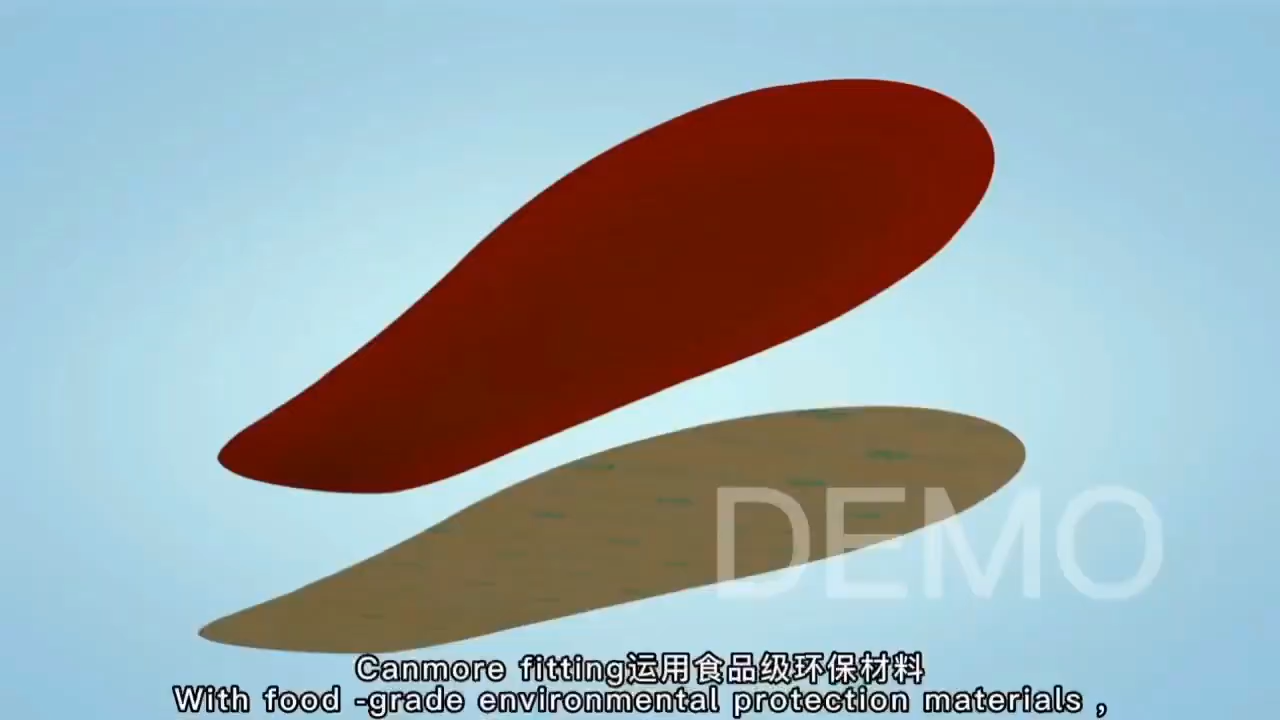 DEMO
Canmore fitting运用食品级环保材料
With food -grade environmental protection materials ,